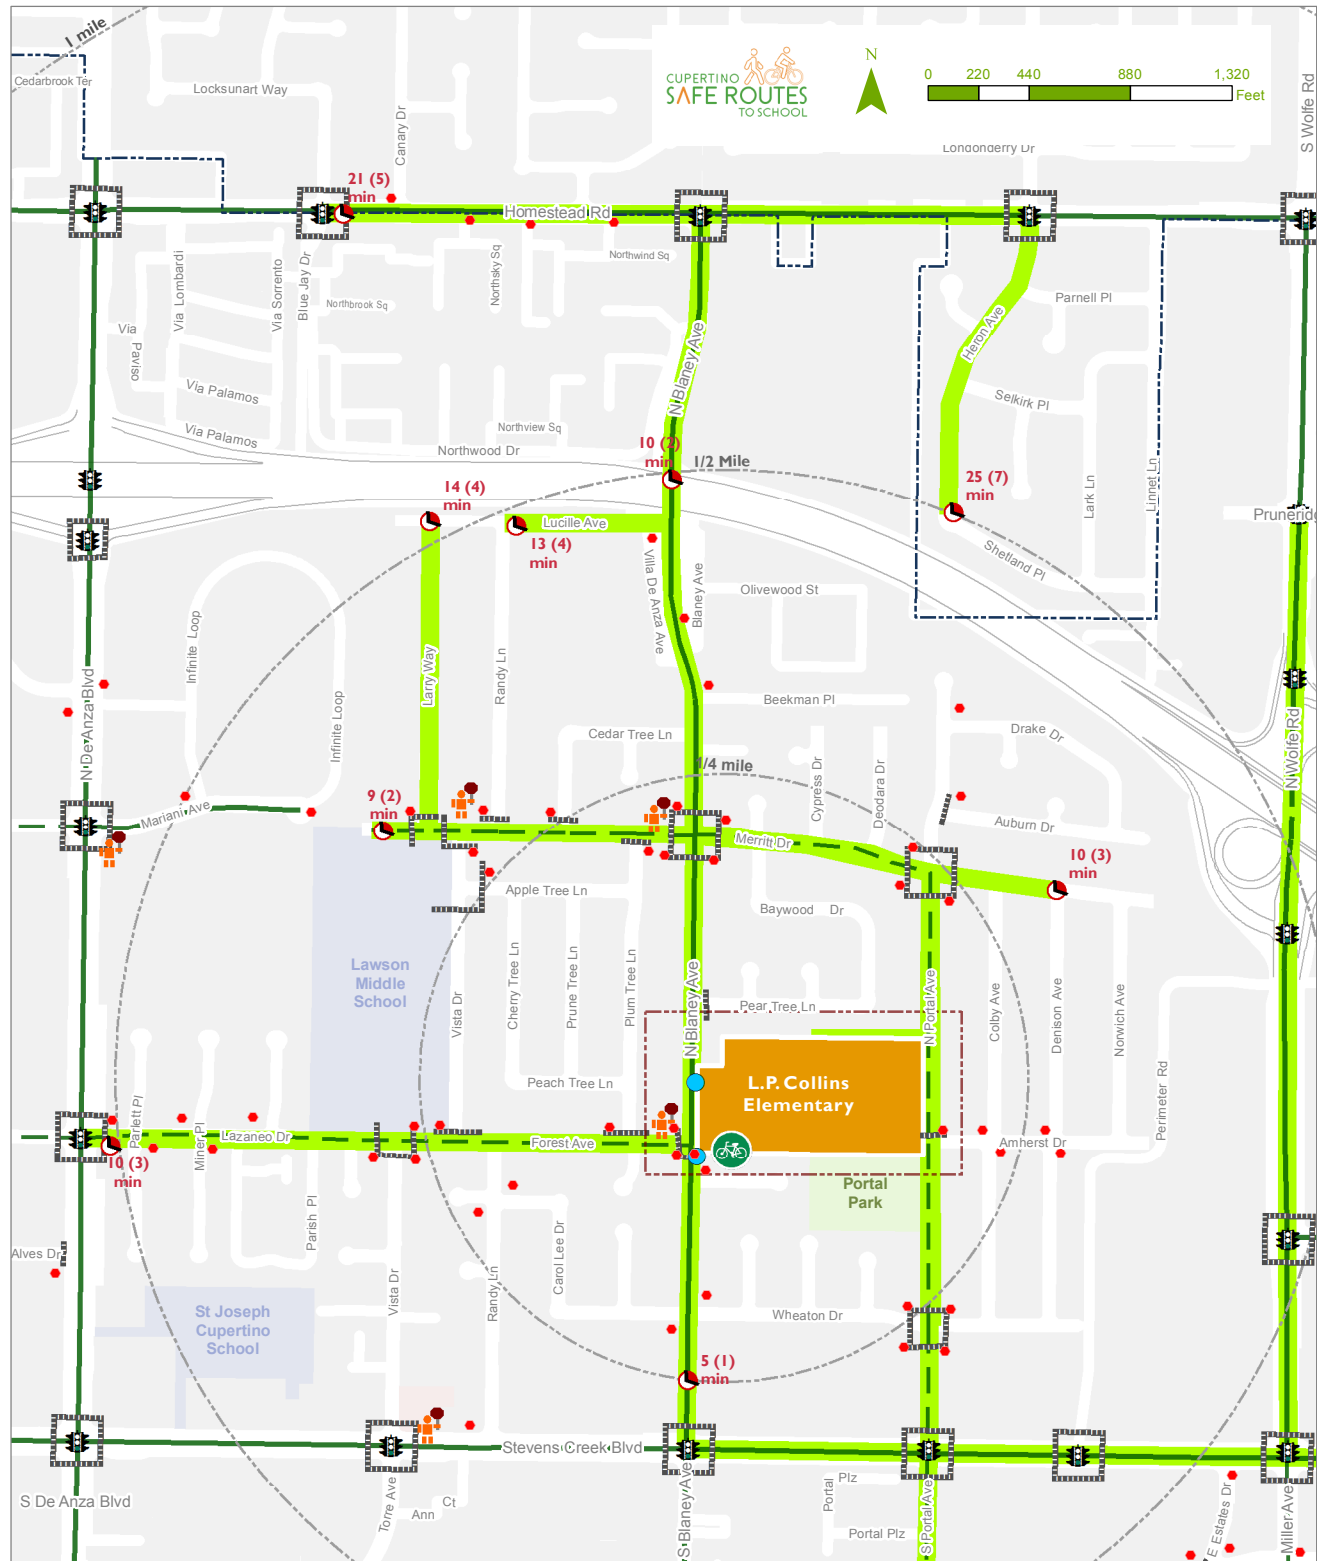 1 mile
Cedarbrook Ter
Locksunart Way
Canary Dr
CUPERTINO
SAFE ROUTES
TO SCHOOL
N
0 220 440 880 1,320
Feet
S Wolfe Rd
Londonderry Dr
21 (5)
min
Homestead Rd
Northwind Sq
Northsky Sq
Northbrook Sq
Via Lombardi
Via Sorrento
Blue Jay Dr
Via
Paviso
Via Palamos
Via Palamos
Northview Sq
Northwood Dr
N Blaney Ave
Parnell Pl
Heron Ave
Selkirk Pl
10 (2)
min
1/2 Mile
25 (7)
min
Lark Ln
Linnet Ln
Pruneridg
Shetland Pl
14 (4)
min
Lucille Ave
13 (4)
min
Villa De Anza Ave
Blaney Ave
Olivewood St
Infinite Loop
Infinite Loop
Larry Way
Randy Ln
Beekman Pl
N De Anza Blvd
Cedar Tree Ln
1/4 mile
Cypress Dr
Deodara Dr
Drake Dr
N Wolfe Rd
Mariani Ave
9 (2)
min
Merritt Dr
Auburn Dr
10 (3)
min
Apple Tree Ln
Baywood Dr
Lawson
Middle
School
Vista Dr
Cherry Tree Ln
Prune Tree Ln
Plum Tree Ln
N Blaney Ave
Pear Tree Ln
N Portal Ave
Colby Ave
Denison Ave
Norwich Ave
Perimeter Rd
Peach Tree Ln
L.P. Collins
Elementary
Parlett Pl
Miner Pl
Lazaneo Dr
Forest Ave
Amherst Dr
10 (3)
min
Portal
Park
Parish Pl
Alves Dr
Vista Dr
Randy Ln
Carol Lee Dr
Wheaton Dr
St Joseph
Cupertino
School
5 (1)
min
Stevens Creek Blvd
S De Anza Blvd
Torre Ave
Ct
Ann
S Blaney Ave
Portal
Plz
Portal Plz
S Portal Ave
E Estates Dr
Miller Ave